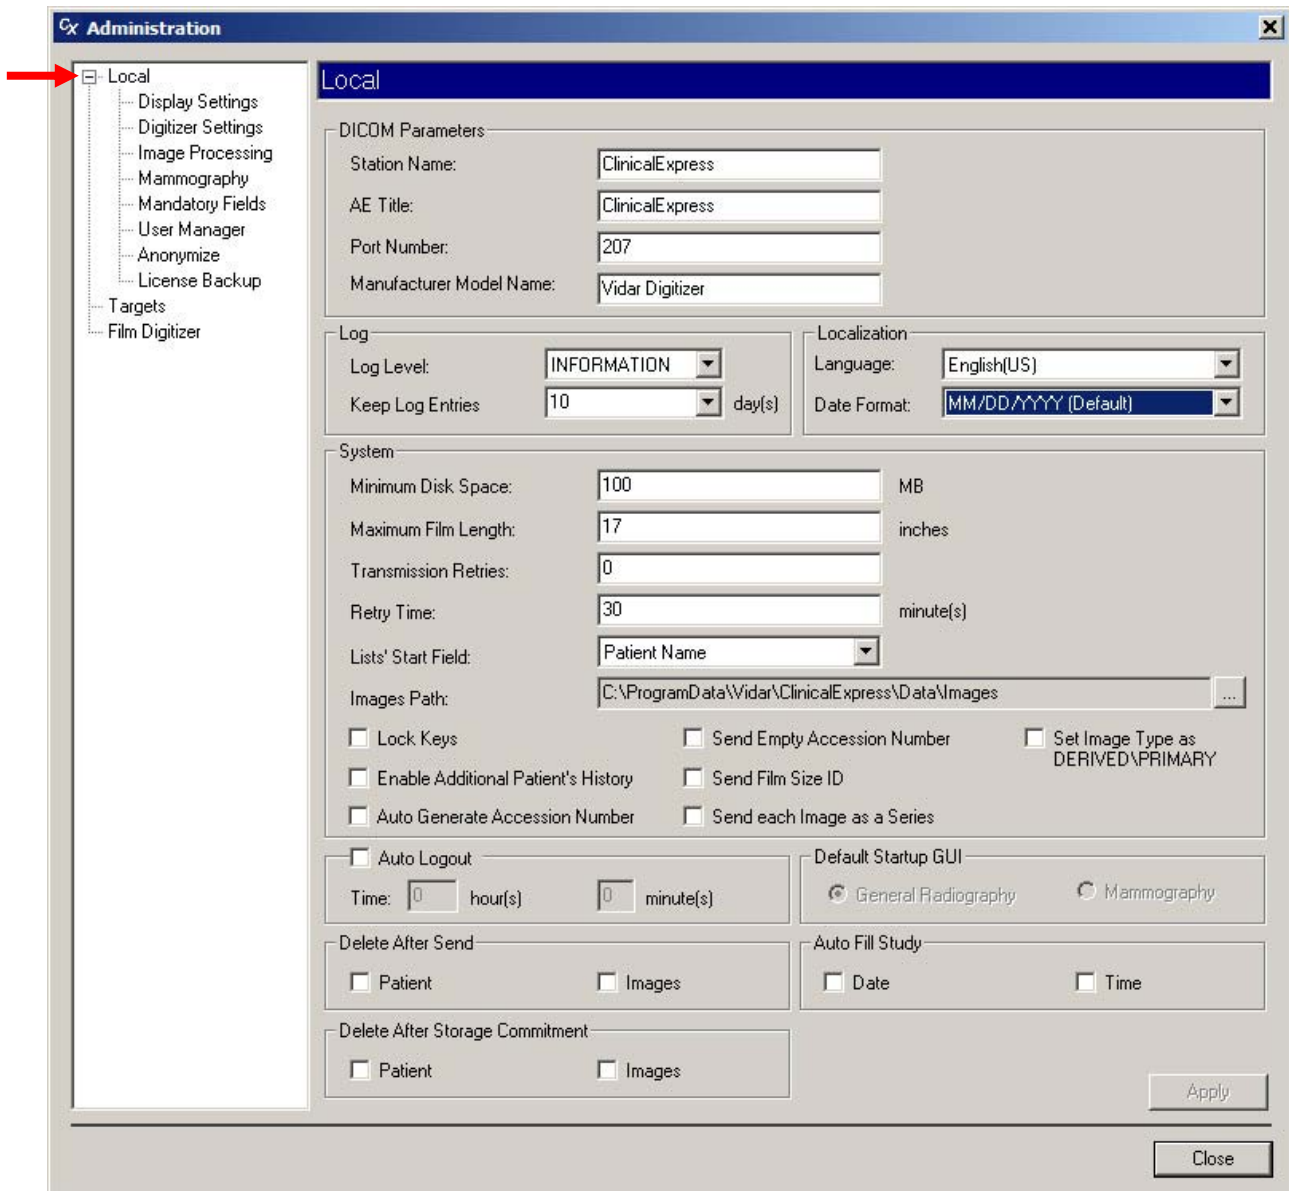 Cx Administration
Local
Display Settings
Digitizer Settings
Image Processing
Mammography
Mandatory Fields
User Manager
Anonymize
License Backup
Targets
Film Digitizer
Local
DICOM Parameters
Station Name: ClinicalExpress
AE Title: ClinicalExpress
Port Number: 207
Manufacturer Model Name: Vidar Digitizer
Log
Log Level: INFORMATION
Keep Log Entries 10 day(s)
Localization
Language: English(US)
Date Format: MM/DD/YYYY (Default)
System
Minimum Disk Space: 100 MB
Maximum Film Length: 17 inches
Transmission Retries: 0
Retry Time: 30 minute(s)
Lists' Start Field: Patient Name
Images Path: C:\ProgramData\Vidar\ClinicalExpress\Data\Images ...
Lock Keys
Send Empty Accession Number
Set Image Type as
DERIVED\PRIMARY
Enable Additional Patient's History
Send Film Size ID
Auto Generate Accession Number
Send each Image as a Series
Auto Logout
Time: 0 hour(s) 0 minute(s)
Default Startup GUI
General Radiography Mammography
Delete After Send
Patient Images
Auto Fill Study
Date Time
Delete After Storage Commitment
Patient Images
Apply
Close